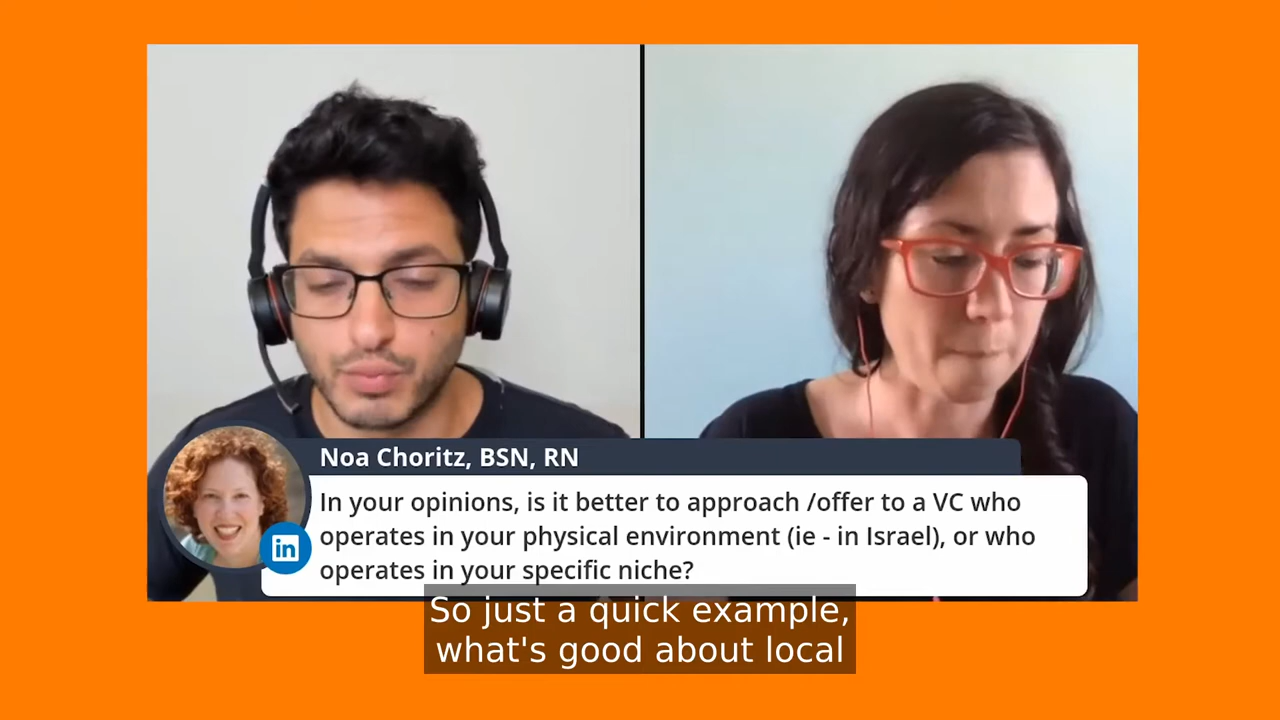 Noa Choritz, BSN, RN
In your opinions, is it better to approach /offer to a VC who
operates in your physical environment (ie - in Israel), or who
operates in your specific niche?
in
So just a quick example,
what's good about local